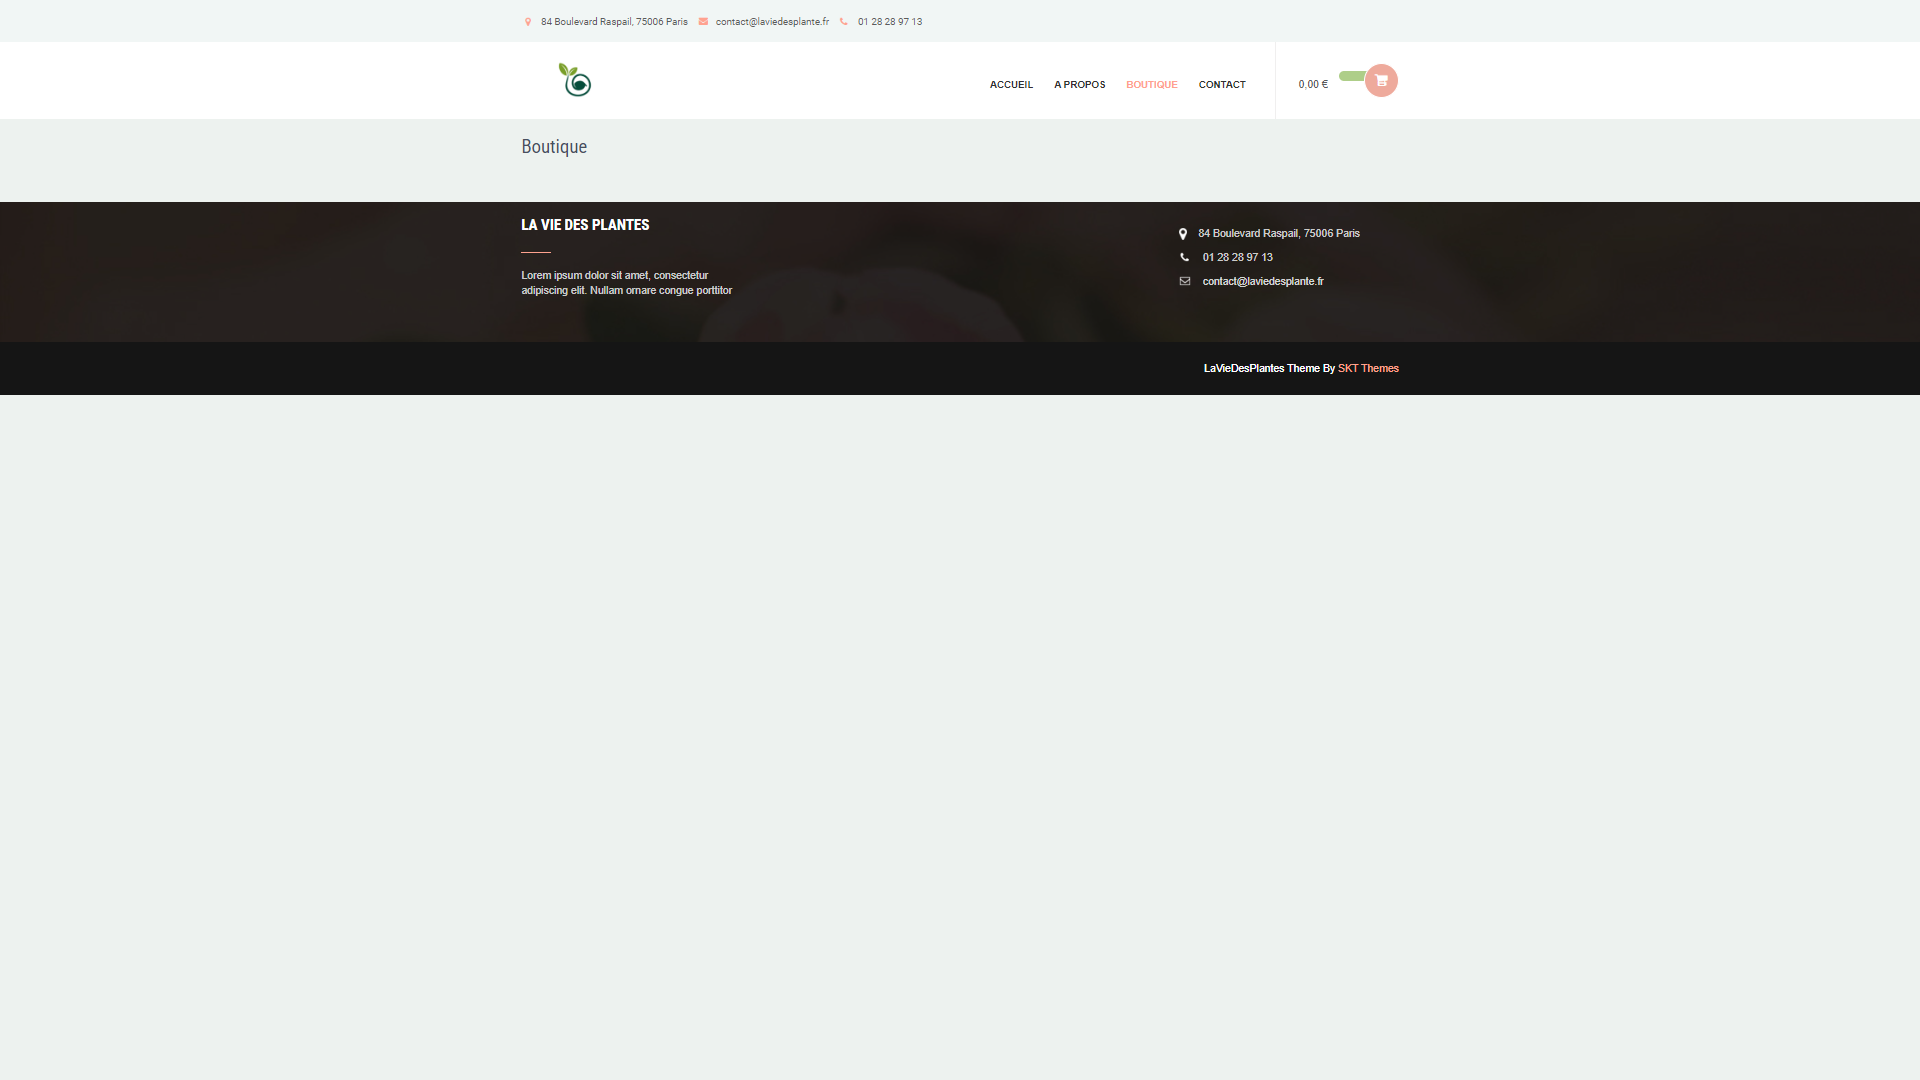 84 Boulevard Raspail, 75006 Paris contact@laviedesplante.fr 01 28 28 97 13
ACCUEIL A PROPOS BOUTIQUE CONTACT 0,00 €
Boutique
LA VIE DES PLANTES
Lorem ipsum dolor sit amet, consectetur
adipiscing elit. Nullam ornare congue porttitor
84 Boulevard Raspail, 75006 Paris
01 28 28 97 13
contact@laviedesplante.fr
LaVieDesPlantes Theme By SKT Themes